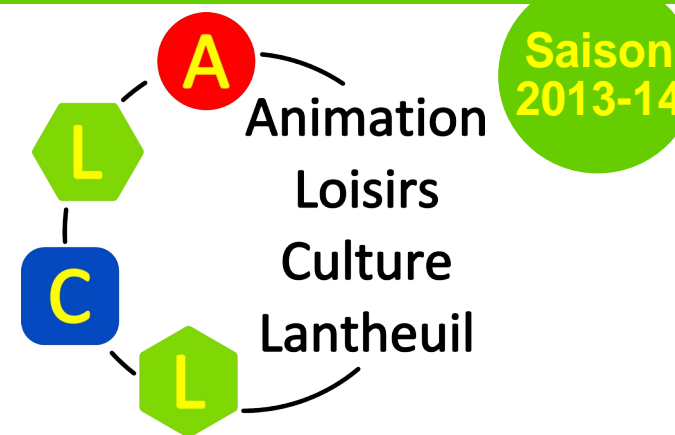 Saison
2013-14
A
L
C
L
Animation
Loisirs
Culture
Lantheuil